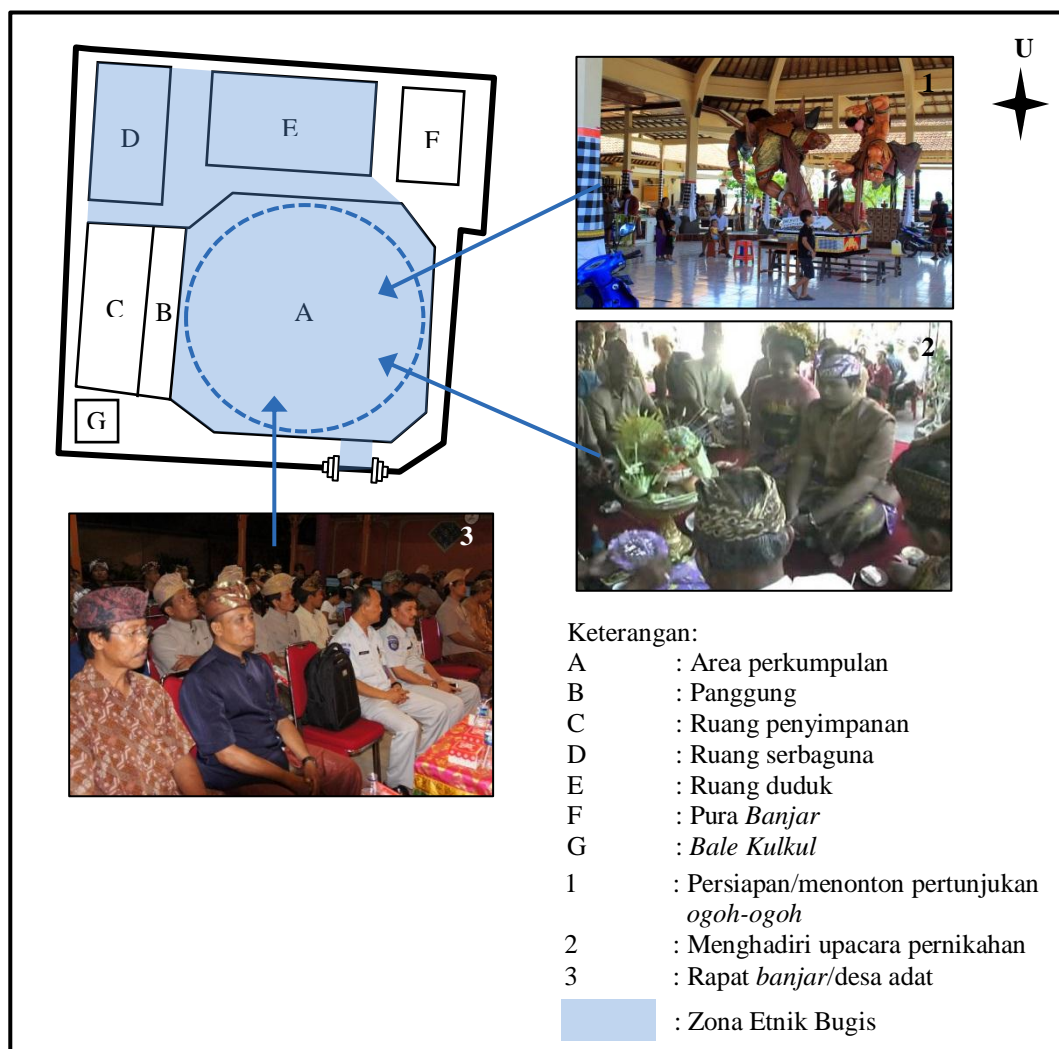 U
1
D
E
F
C
B
A
2
G
3
Keterangan:
A : Area perkumpulan
B : Panggung
C : Ruang penyimpanan
D : Ruang serbaguna
E : Ruang duduk
F : Pura Banjar
G : Bale Kulkul
1 : Persiapan/menonton pertunjukan
ogoh-ogoh
2 : Menghadiri upacara pernikahan
3 : Rapat banjar/desa adat
: Zona Etnik Bugis